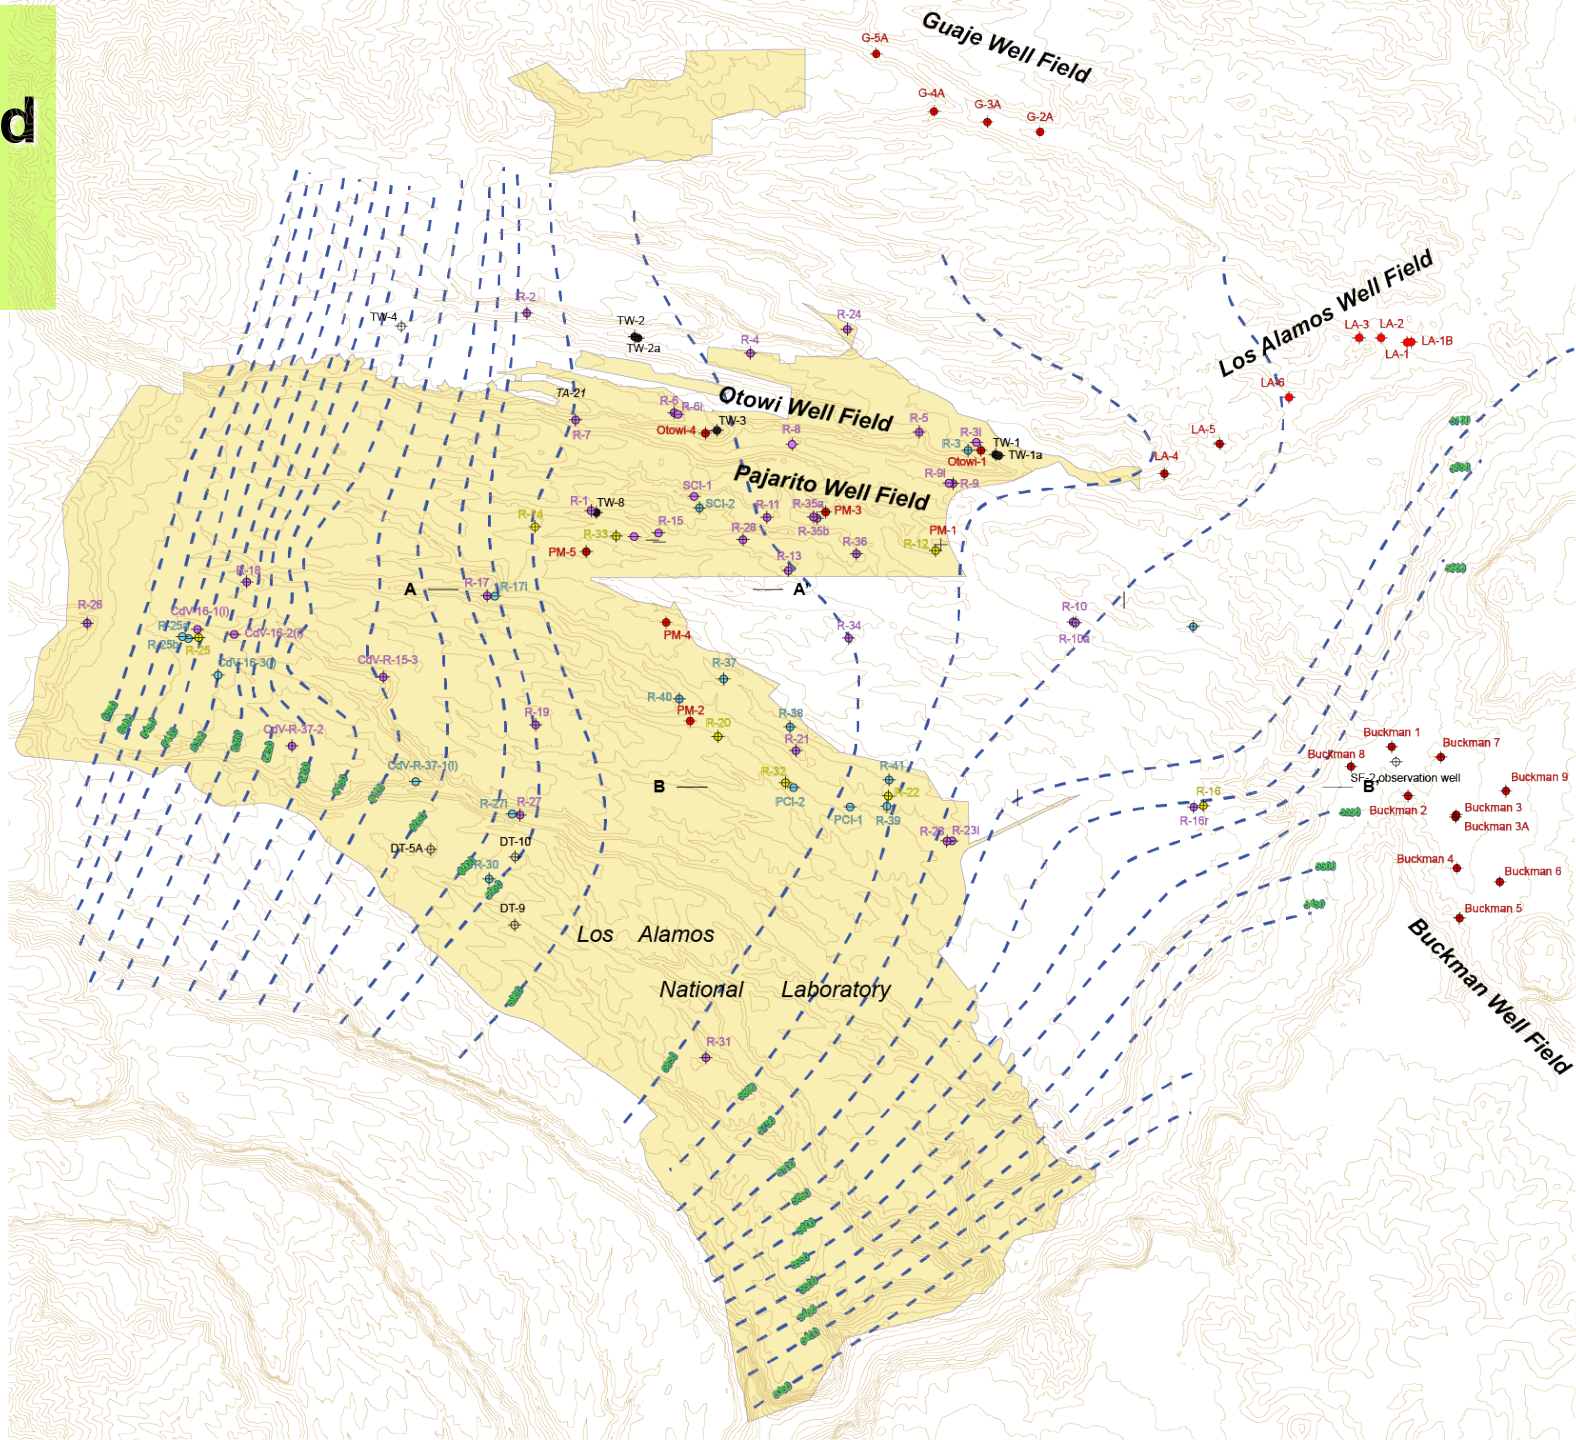 d
Guaje Well Field
G-5A
G-4A
G-3A
G-2A
Los Alamos Well Field
LA-3
LA-2
LA-1
LA-1B
LA-6
LA-5
LA-4
TW-4
R-2
TW-2
TW-2a
R-4
R-24
TA-21
R-7
R-6
R-6i
Otowi-4
TW-3
Otowi Well Field
R-8
R-5
R-3i
R-3
Otowi-1
TW-1
TW-1a
Pajarito Well Field
R-9i
R-9
SCI-1
SCI-2
R-1
TW-8
R-14
R-33
R-15
R-11
R-35a
R-35b
PM-3
R-28
R-36
PM-1
R-12
PM-5
R-13
A
A'
R-17
R-17i
R-18
R-26
CdV-16-1(i)
R-25a
R-25b
R-25
CdV-16-2(i)
CdV-16-3(i)
CdV-R-15-3
PM-4
R-34
R-10
R-10a
R-37
R-40
PM-2
R-20
R-38
R-21
R-19
CdV-R-37-2
CdV-R-37-1(i)
R-32
PCI-2
B
R-41
R-22
PCI-1
R-39
R-27i
R-27
R-23
R-23i
R-16
R-16r
DT-5A
DT-10
R-30
DT-9
Buckman 1
Buckman 7
Buckman 8
SF-2 observation well
B'
Buckman 9
Buckman 2
Buckman 3
Buckman 3A
Buckman 4
Buckman 6
Buckman 5
Buckman Well Field
Los Alamos
National Laboratory
R-31